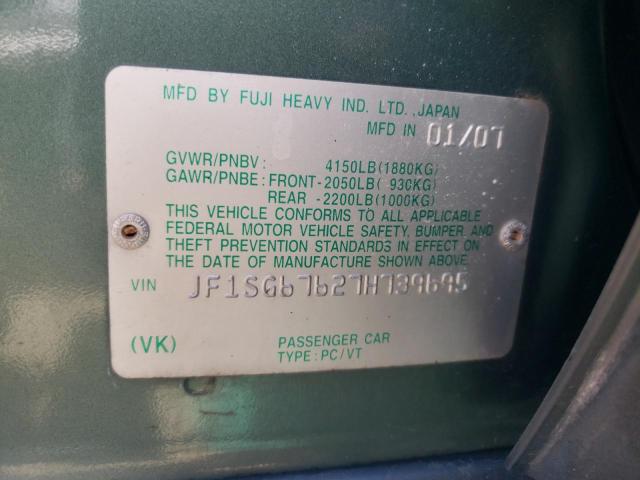 MFD BY FUJI HEAVY IND. LTD., JAPAN
MFD IN 01/07
GVWR/PNBV : 4150LB(1880KG)
GAWR/PNBE : FRONT-2050LB( 930KG)
REAR -2200LB(1000KG)
THIS VEHICLE CONFORMS TO ALL APPLICABLE
FEDERAL MOTOR VEHICLE SAFETY, BUMPER, AND
THEFT PREVENTION STANDARDS IN EFFECT ON
THE DATE OF MANUFACTURE SHOWN ABOVE.
VIN JF1SG67627H739695
(VK) PASSENGER CAR
TYPE : PC/VT